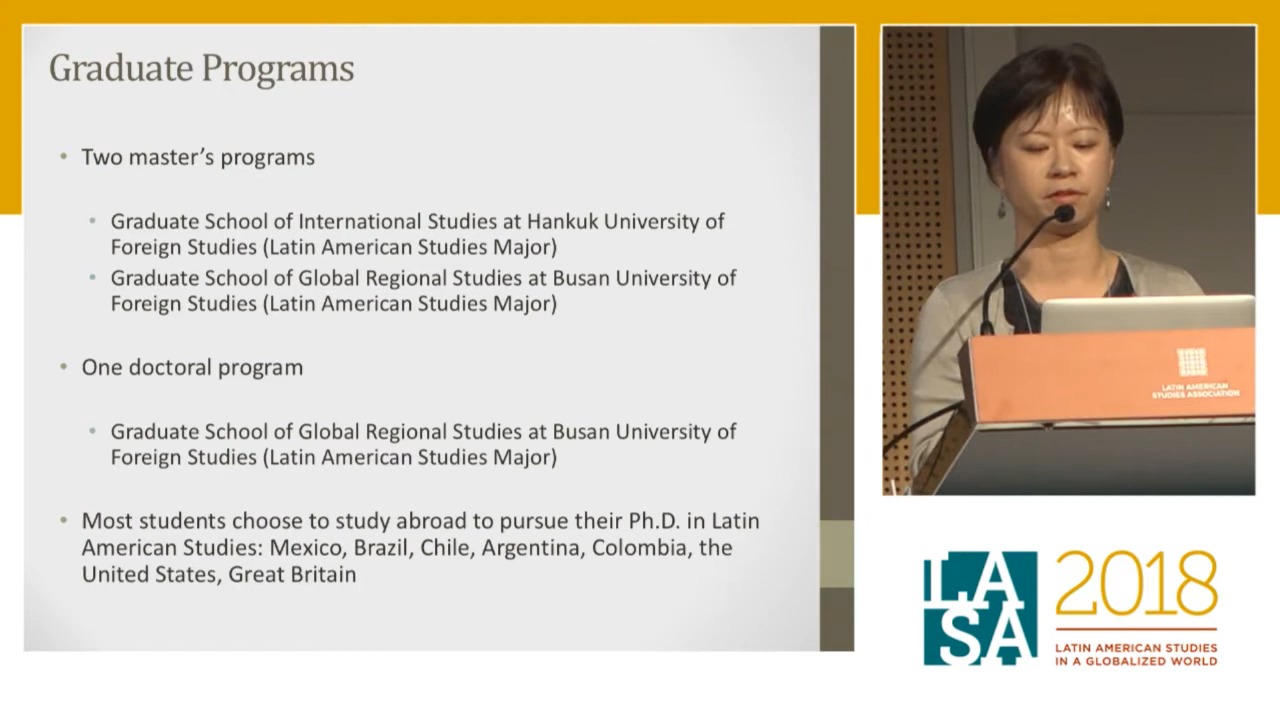 Graduate Programs
• Two master's programs
• Graduate School of International Studies at Hankuk University of
Foreign Studies (Latin American Studies Major)
• Graduate School of Global Regional Studies at Busan University of
Foreign Studies (Latin American Studies Major)
• One doctoral program
• Graduate School of Global Regional Studies at Busan University of
Foreign Studies (Latin American Studies Major)
• Most students choose to study abroad to pursue their Ph.D. in Latin
American Studies: Mexico, Brazil, Chile, Argentina, Colombia, the
United States, Great Britain
LATIN AMERICAN
STUDIES ASSOCIATION
LA
SA
2018
LATIN AMERICAN STUDIES
IN A GLOBALIZED WORLD